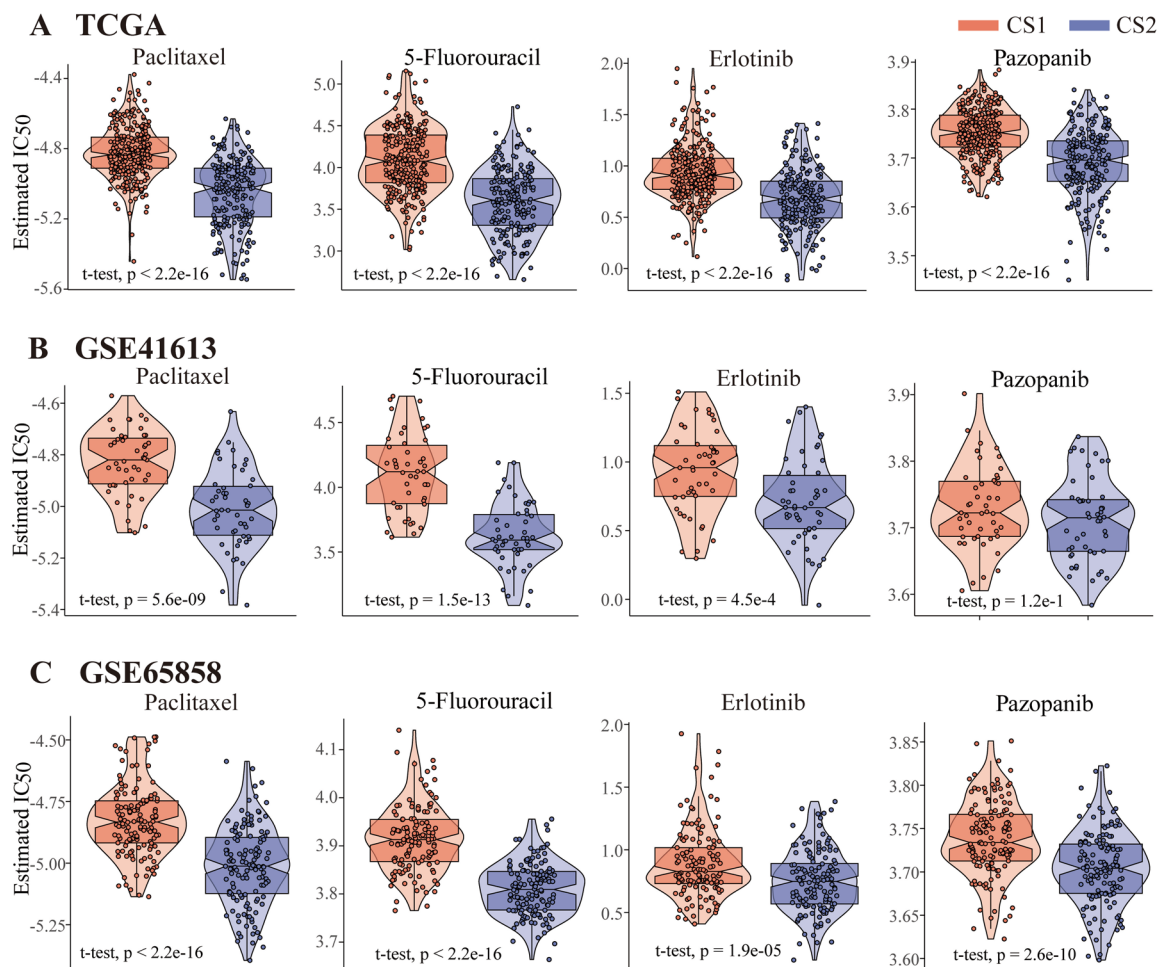 A TCGA
CS1 CS2
Paclitaxel
5-Fluorouracil
Erlotinib
Pazopanib
Estimated IC50
-4.4
-4.8
-5.2
-5.6
t-test, p < 2.2e-16
5.0
4.5
4.0
3.5
3.0
t-test, p < 2.2e-16
2.0
1.5
1.0
0.5
0.0
t-test, p < 2.2e-16
3.9
3.8
3.7
3.6
3.5
t-test, p < 2.2e-16
B GSE41613
Paclitaxel
5-Fluorouracil
Erlotinib
Pazopanib
Estimated IC50
-4.6
-4.8
-5.0
-5.2
-5.4
t-test, p = 5.6e-09
4.5
4.0
3.5
t-test, p = 1.5e-13
1.5
1.0
0.5
0.0
t-test, p = 4.5e-4
3.9
3.8
3.7
3.6
t-test, p = 1.2e-1
C GSE65858
Paclitaxel
5-Fluorouracil
Erlotinib
Pazopanib
Estimated IC50
-4.50
-4.75
-5.00
-5.25
t-test, p < 2.2e-16
4.1
4.0
3.9
3.8
3.7
t-test, p < 2.2e-16
2.0
1.5
1.0
0.5
t-test, p = 1.9e-05
3.85
3.80
3.75
3.70
3.65
3.60
t-test, p = 2.6e-10